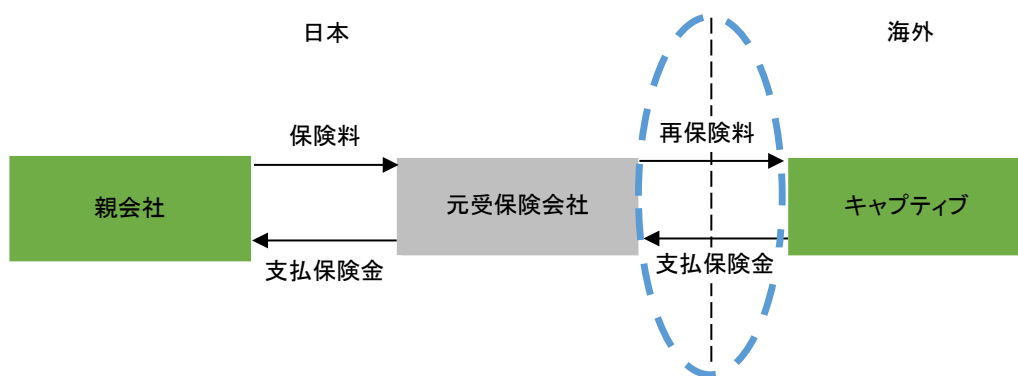 日本
海外
保険料
再保険料
親会社
元受保険会社
キャプティブ
支払保険金
支払保険金